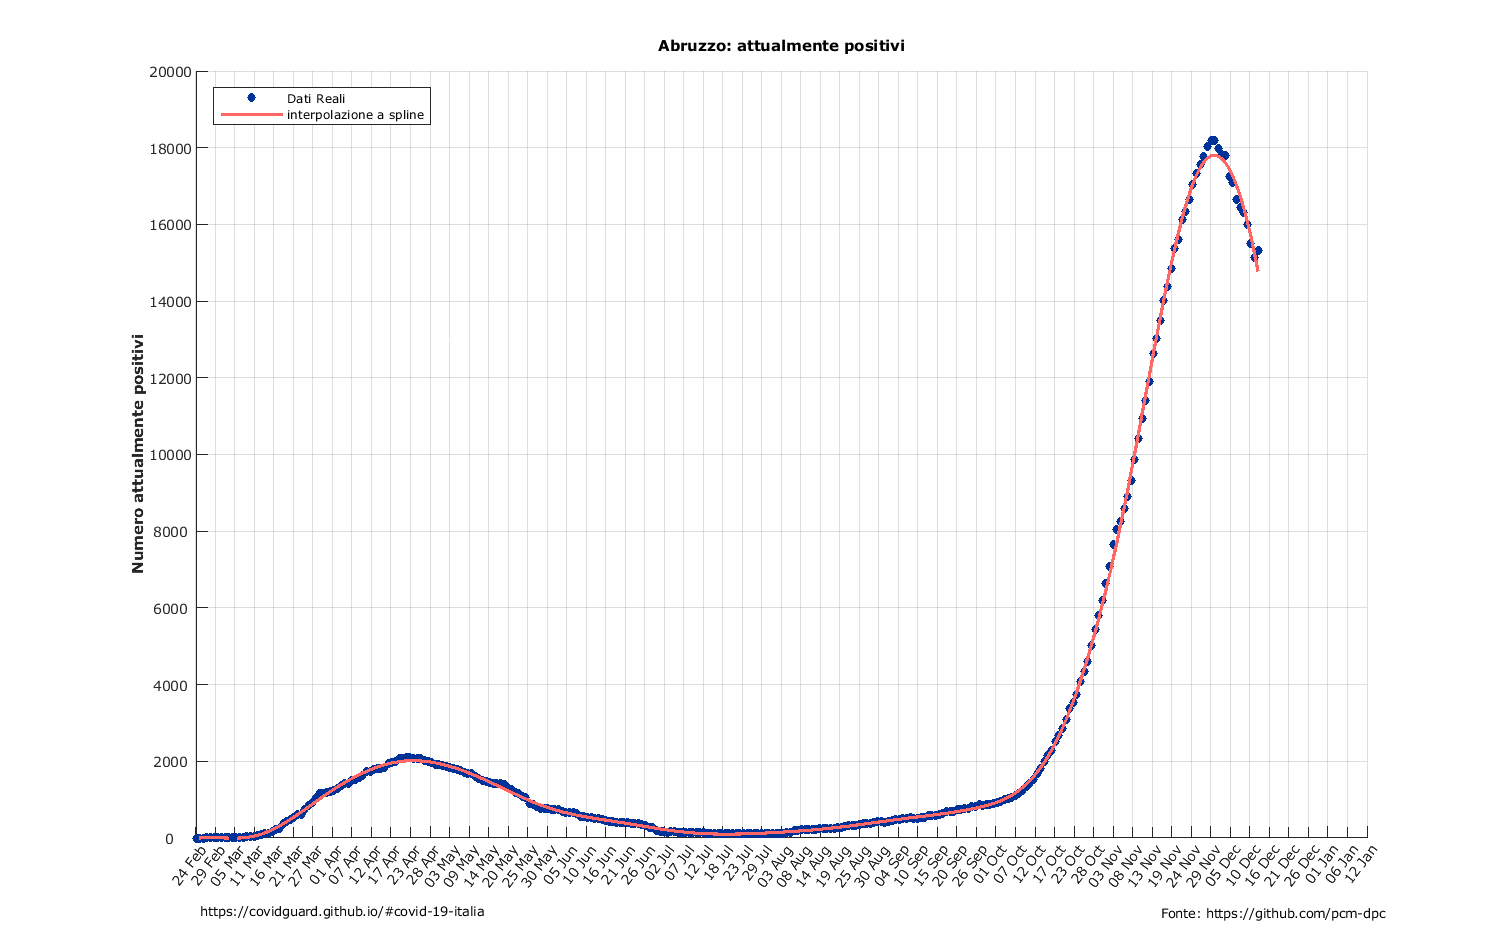 Abruzzo: attualmente positivi
20000
18000
16000
14000
12000
10000
8000
6000
4000
2000
0
Numero attualmente positivi
Dati Reali
interpolazione a spline
24 Feb
29 Feb
05 Mar
11 Mar
16 Mar
21 Mar
27 Mar
01 Apr
07 Apr
12 Apr
17 Apr
23 Apr
28 Apr
03 May
09 May
14 May
20 May
25 May
30 May
05 Jun
10 Jun
16 Jun
21 Jun
26 Jun
02 Jul
07 Jul
12 Jul
18 Jul
23 Jul
29 Jul
03 Aug
08 Aug
14 Aug
19 Aug
25 Aug
30 Aug
04 Sep
10 Sep
15 Sep
20 Sep
26 Sep
01 Oct
07 Oct
12 Oct
17 Oct
23 Oct
28 Oct
03 Nov
08 Nov
13 Nov
19 Nov
24 Nov
29 Nov
05 Dec
10 Dec
16 Dec
21 Dec
26 Dec
01 Jan
06 Jan
12 Jan
https://covidguard.github.io/#covid-19-italia
Fonte: https://github.com/pcm-dpc